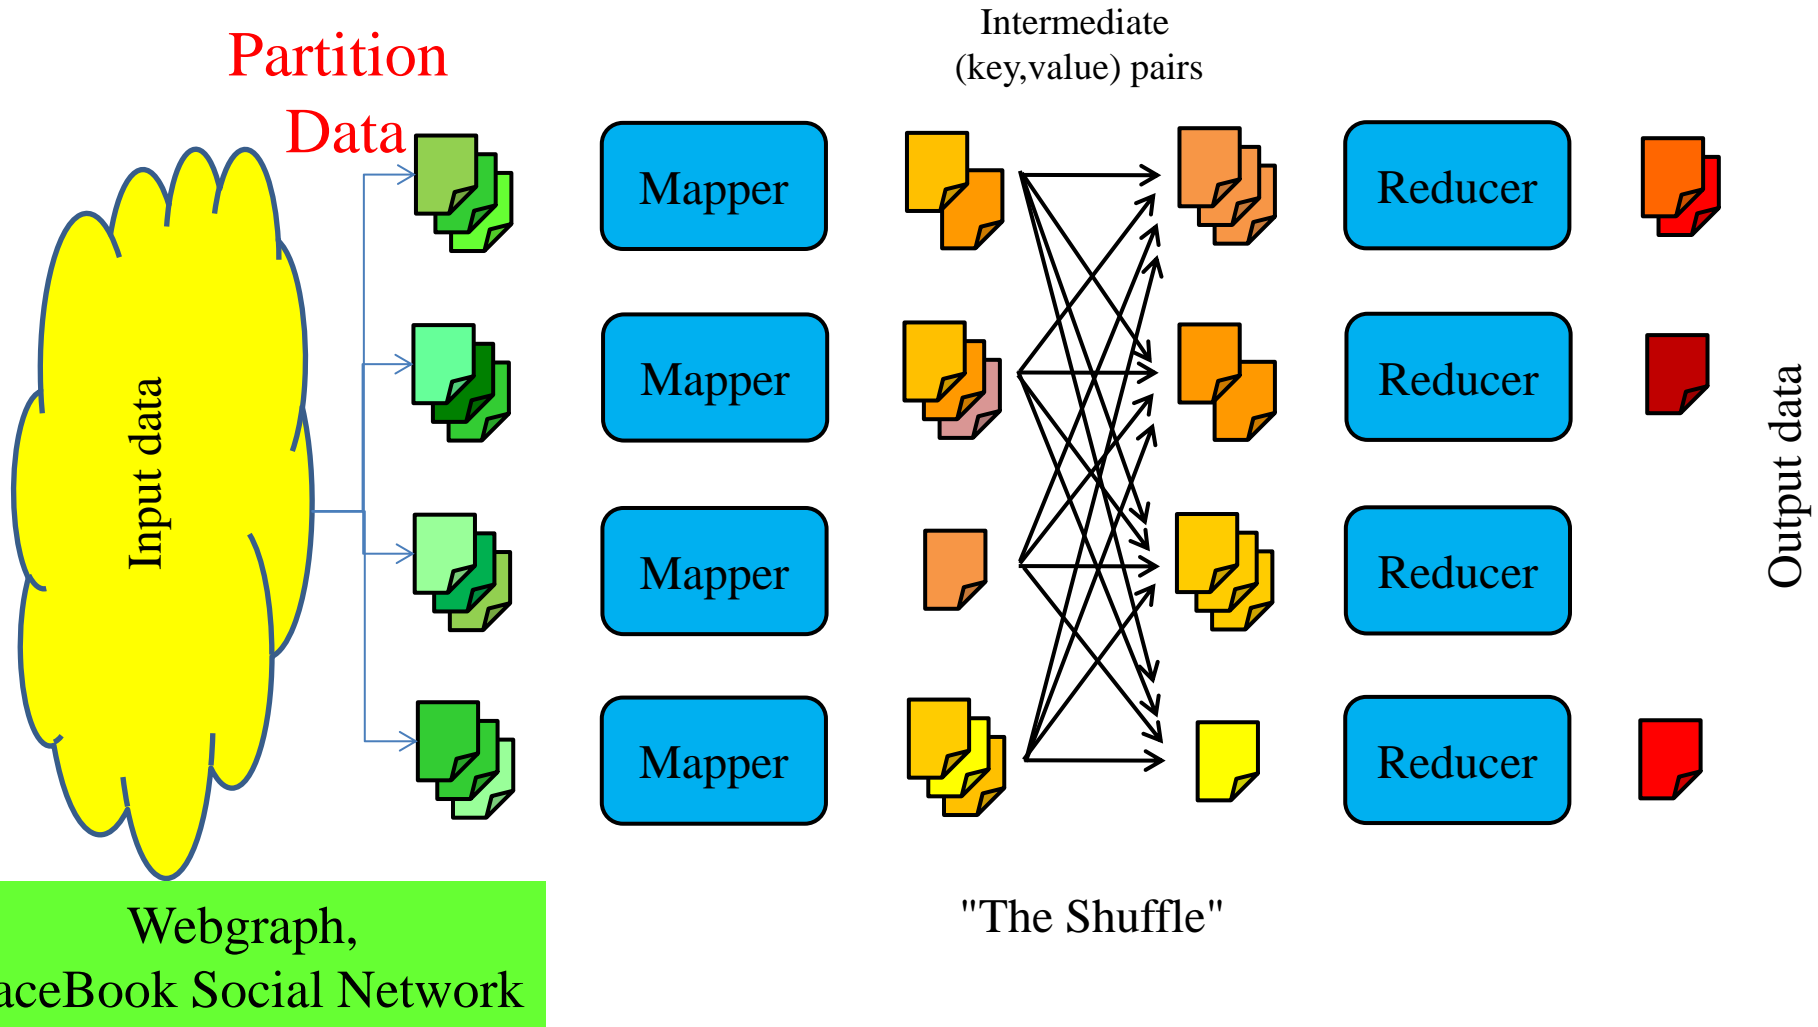 Partition
Data
Intermediate
(key,value) pairs
Input data
Mapper
Reducer
Mapper
Reducer
Mapper
Reducer
Mapper
Reducer
Output data
"The Shuffle"
Webgraph,
aceBook Social Network